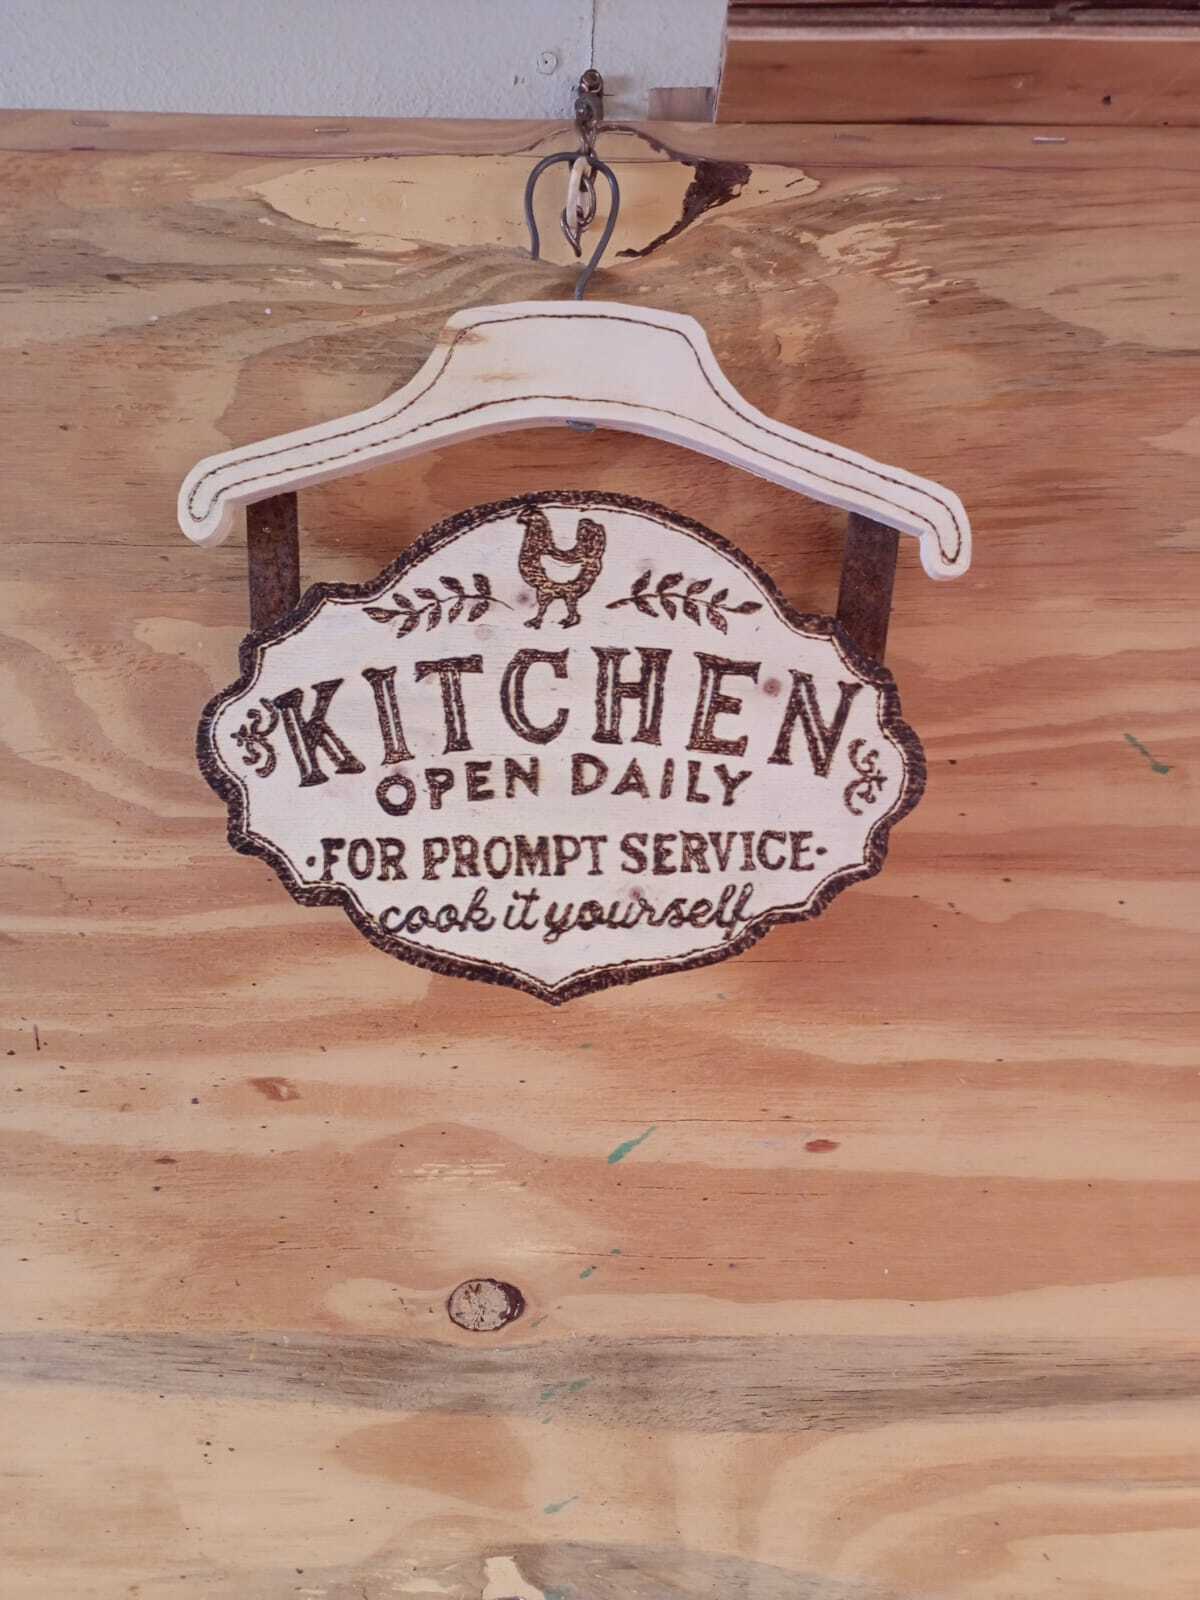 KITCHEN
OPEN DAILY
·FOR PROMPT SERVICE·
cook it yourself